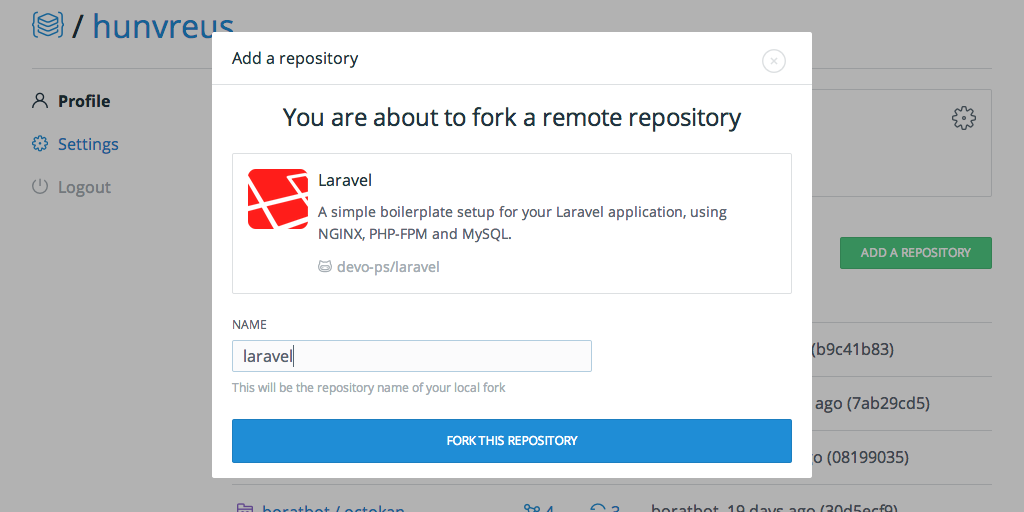 / hunvreus
Add a repository
Profile
Settings
Logout
You are about to fork a remote repository
Laravel
A simple boilerplate setup for your Laravel application, using
NGINX, PHP-FPM and MySQL.
devo-ps/laravel
ADD A REPOSITORY
NAME
laravel
This will be the repository name of your local fork
FORK THIS REPOSITORY
(b9c41b83)
ago (7ab29cd5)
(08199035)
boratbot / octokan 4 3 boratbot, 19 days ago (30d5ecf9)